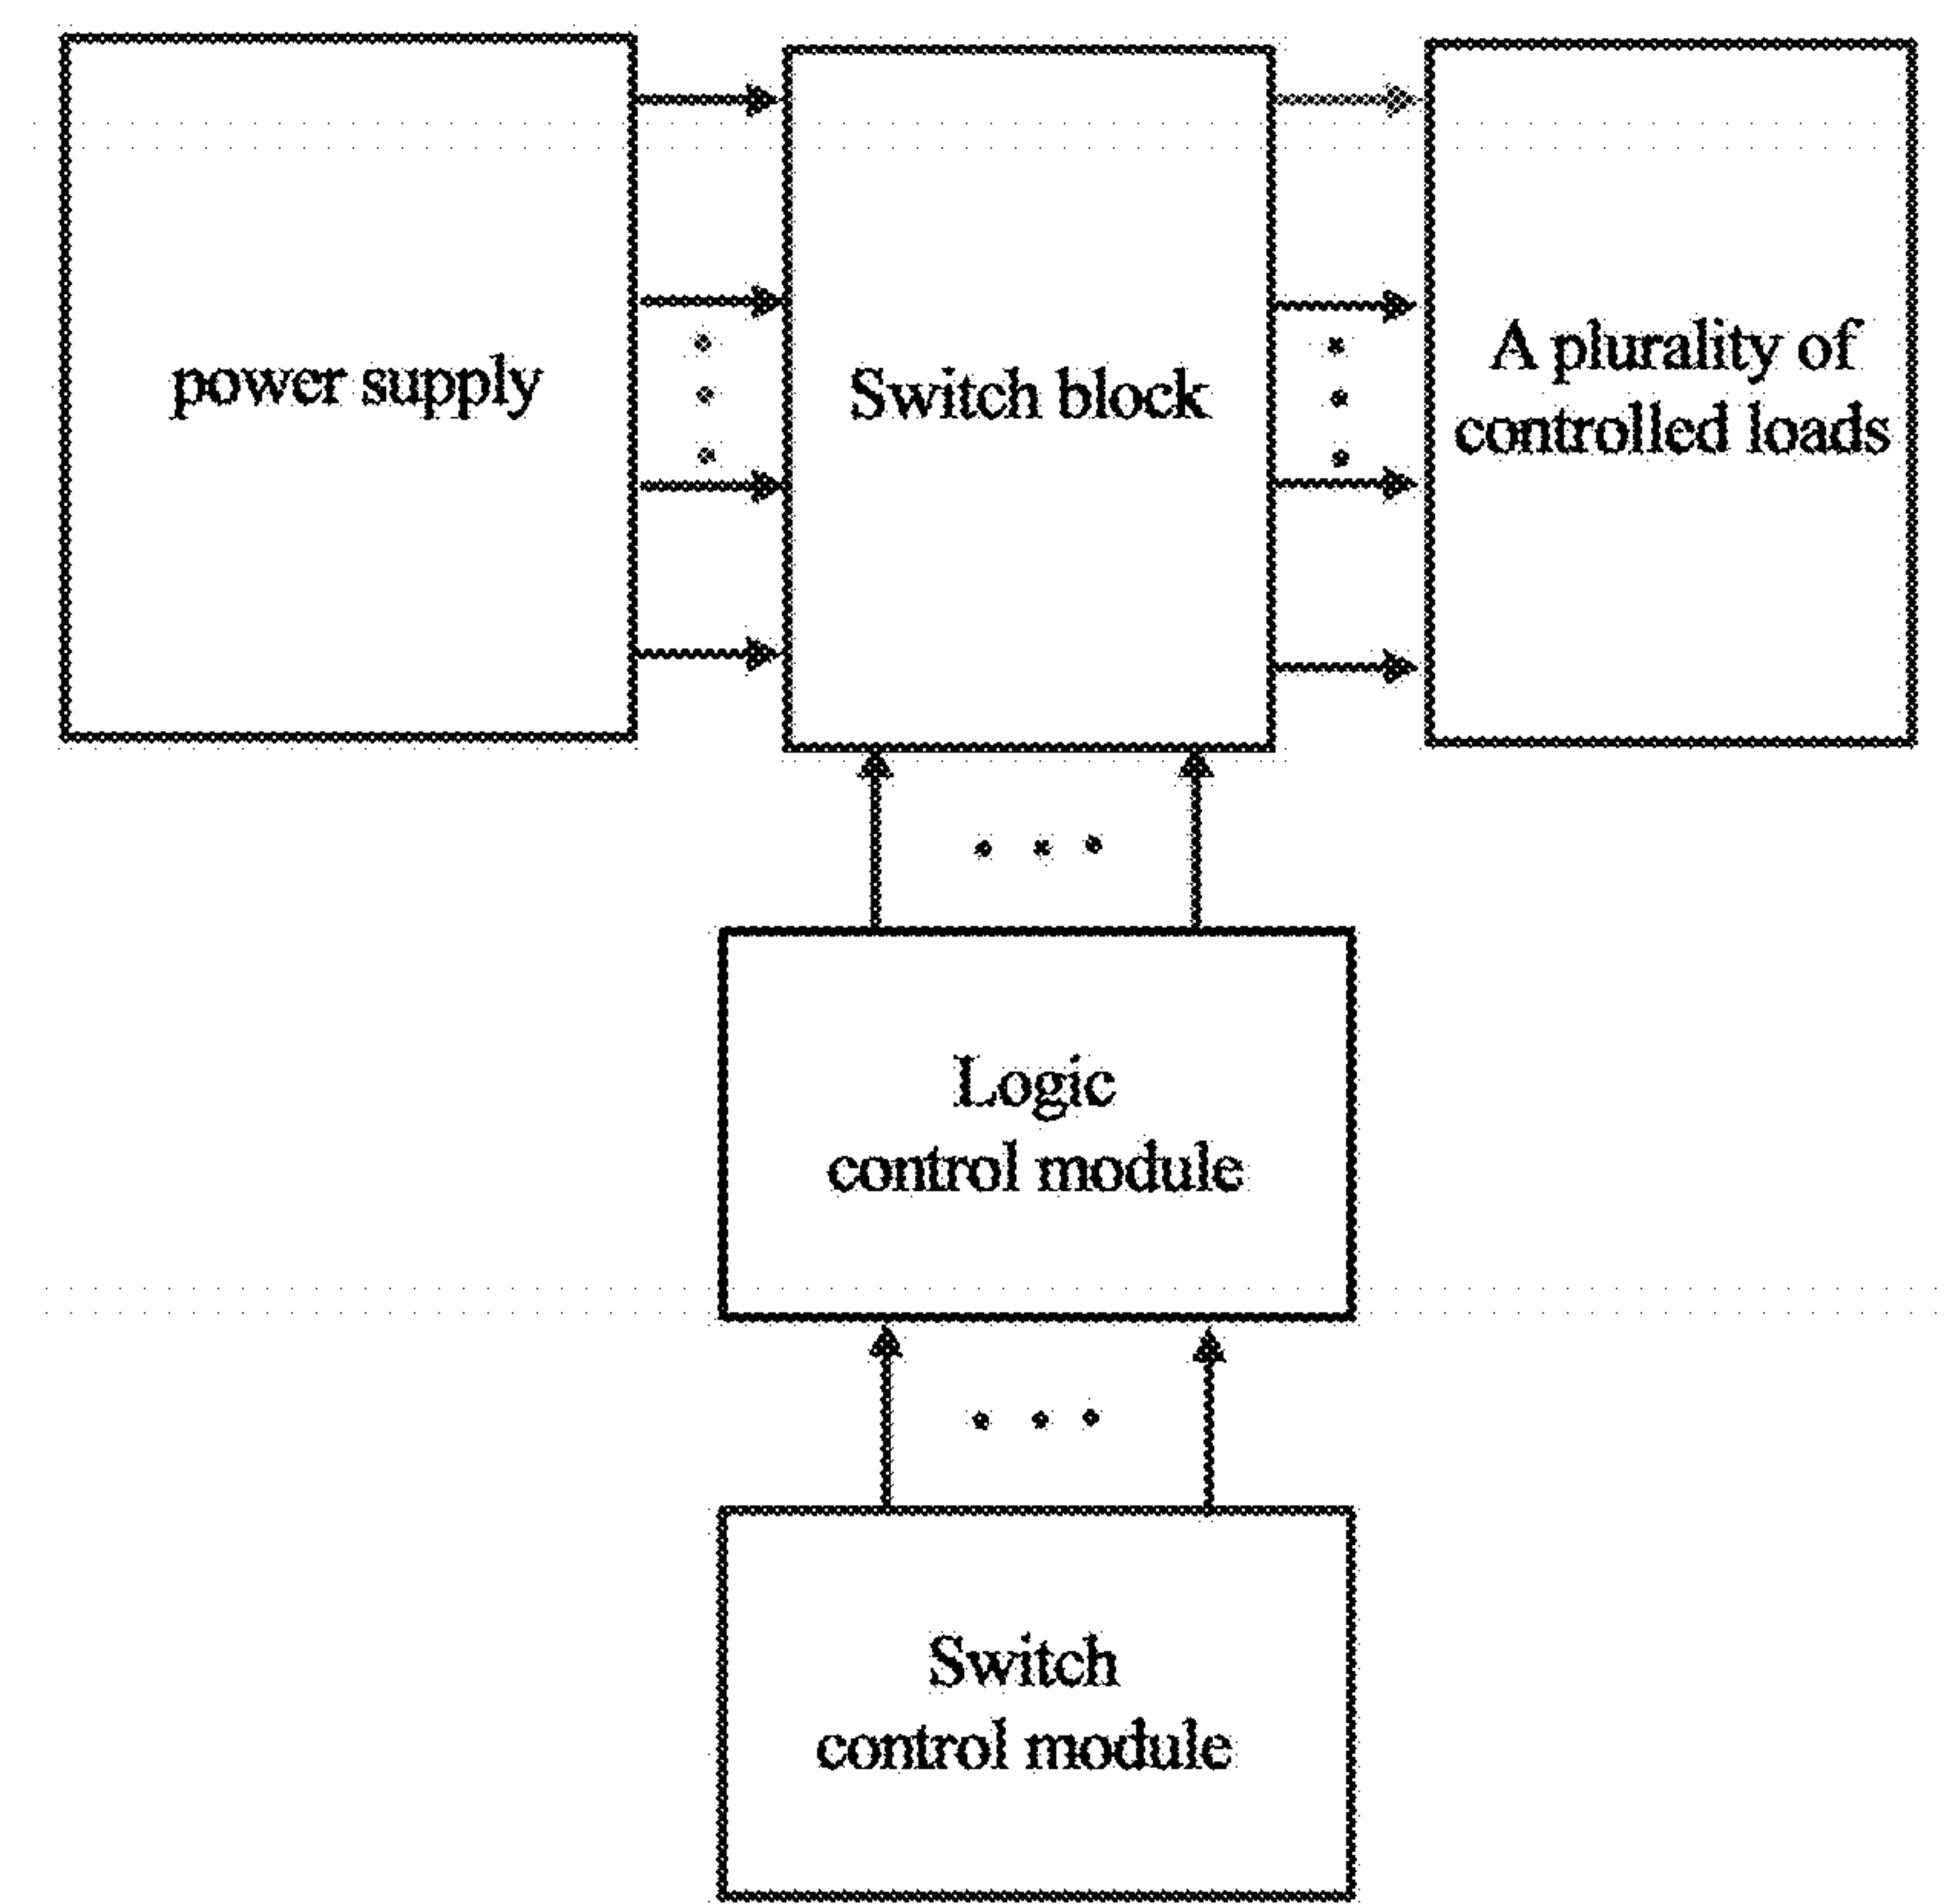 power supply
Switch block
A plurality of
controlled loads
Logic
control module
Switch
control module